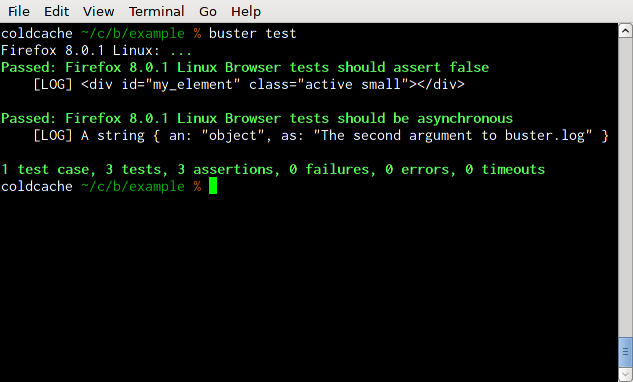 File Edit View Terminal Go Help
coldcache ~/c/b/example % buster test
Firefox 8.0.1 Linux: ...
Passed: Firefox 8.0.1 Linux Browser tests should assert false
    [LOG] <div id="my_element" class="active small"></div>
Passed: Firefox 8.0.1 Linux Browser tests should be asynchronous
    [LOG] A string { an: "object", as: "The second argument to buster.log" }
1 test case, 3 tests, 3 assertions, 0 failures, 0 errors, 0 timeouts
coldcache ~/c/b/example %